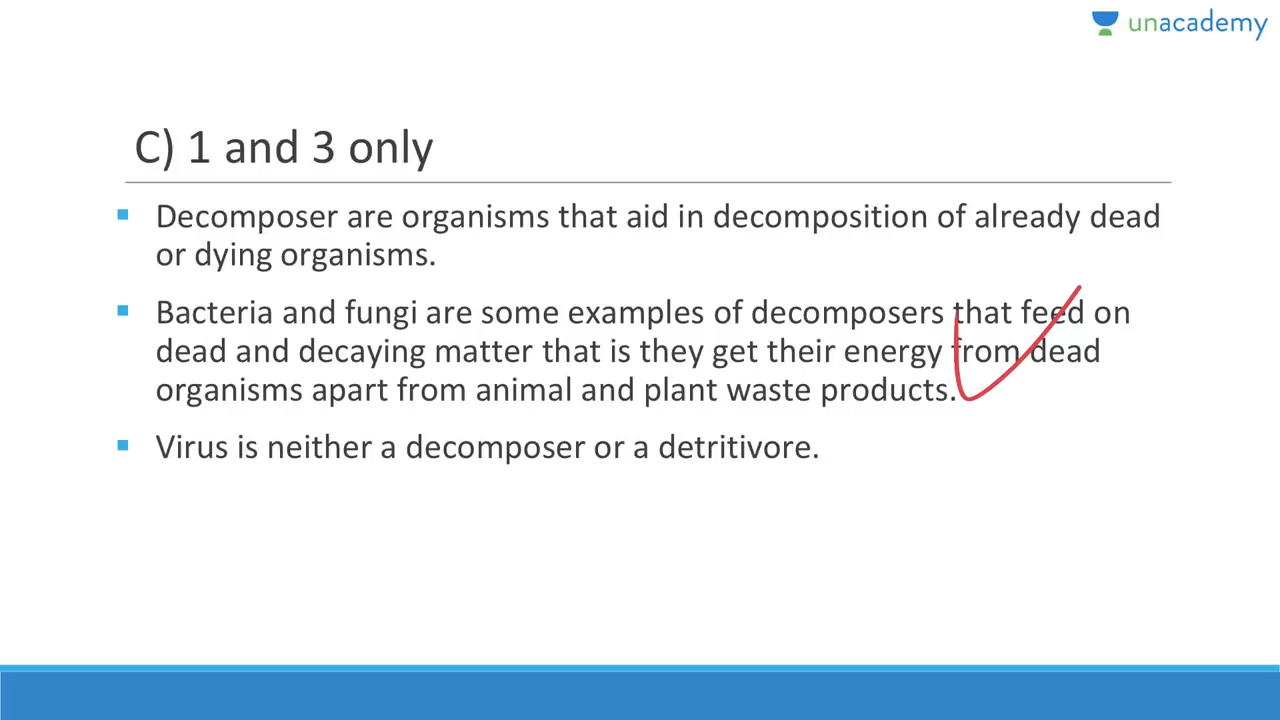 unacademy
C) 1 and 3 only
▪ Decomposer are organisms that aid in decomposition of already dead
or dying organisms.
▪ Bacteria and fungi are some examples of decomposers that feed on
dead and decaying matter that is they get their energy from dead
organisms apart from animal and plant waste products.
▪ Virus is neither a decomposer or a detritivore.